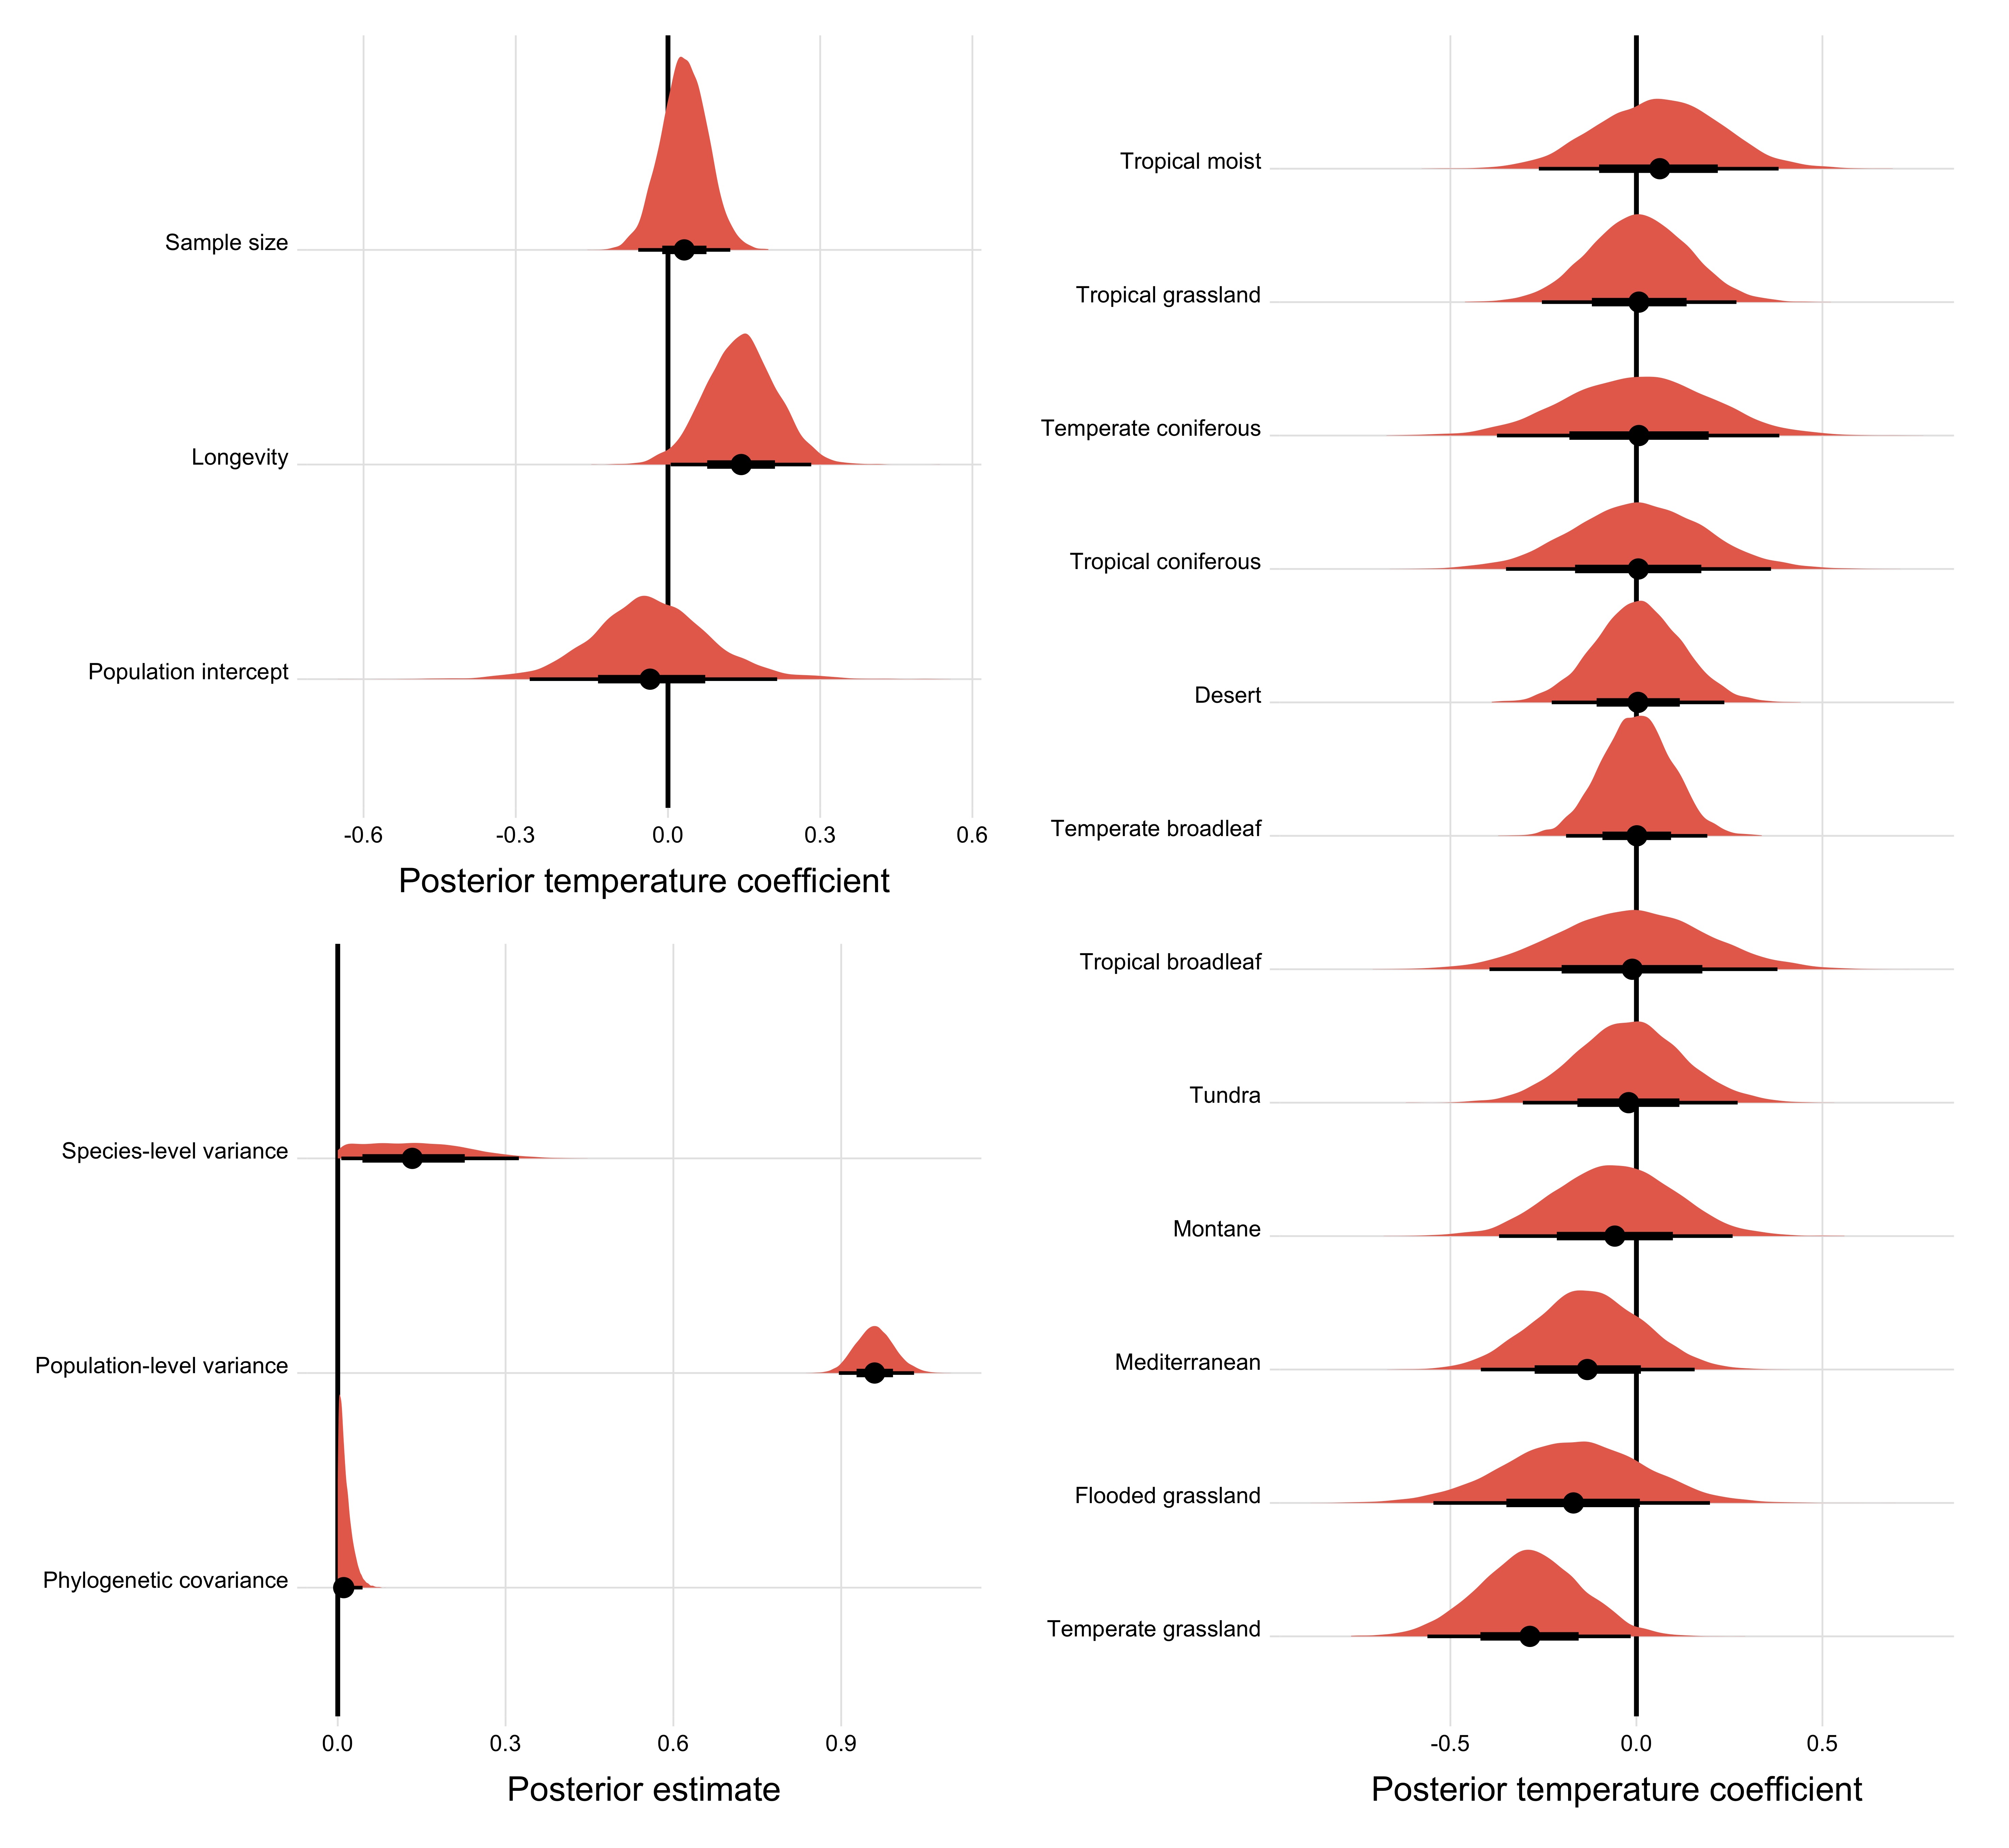 Sample size
Longevity
Population intercept
-0.6 -0.3 0.0 0.3 0.6
Posterior temperature coefficient
Species-level variance
Population-level variance
Phylogenetic covariance
0.0 0.3 0.6 0.9
Posterior estimate
Tropical moist
Tropical grassland
Temperate coniferous
Tropical coniferous
Desert
Temperate broadleaf
Tropical broadleaf
Tundra
Montane
Mediterranean
Flooded grassland
Temperate grassland
-0.5 0.0 0.5
Posterior temperature coefficient